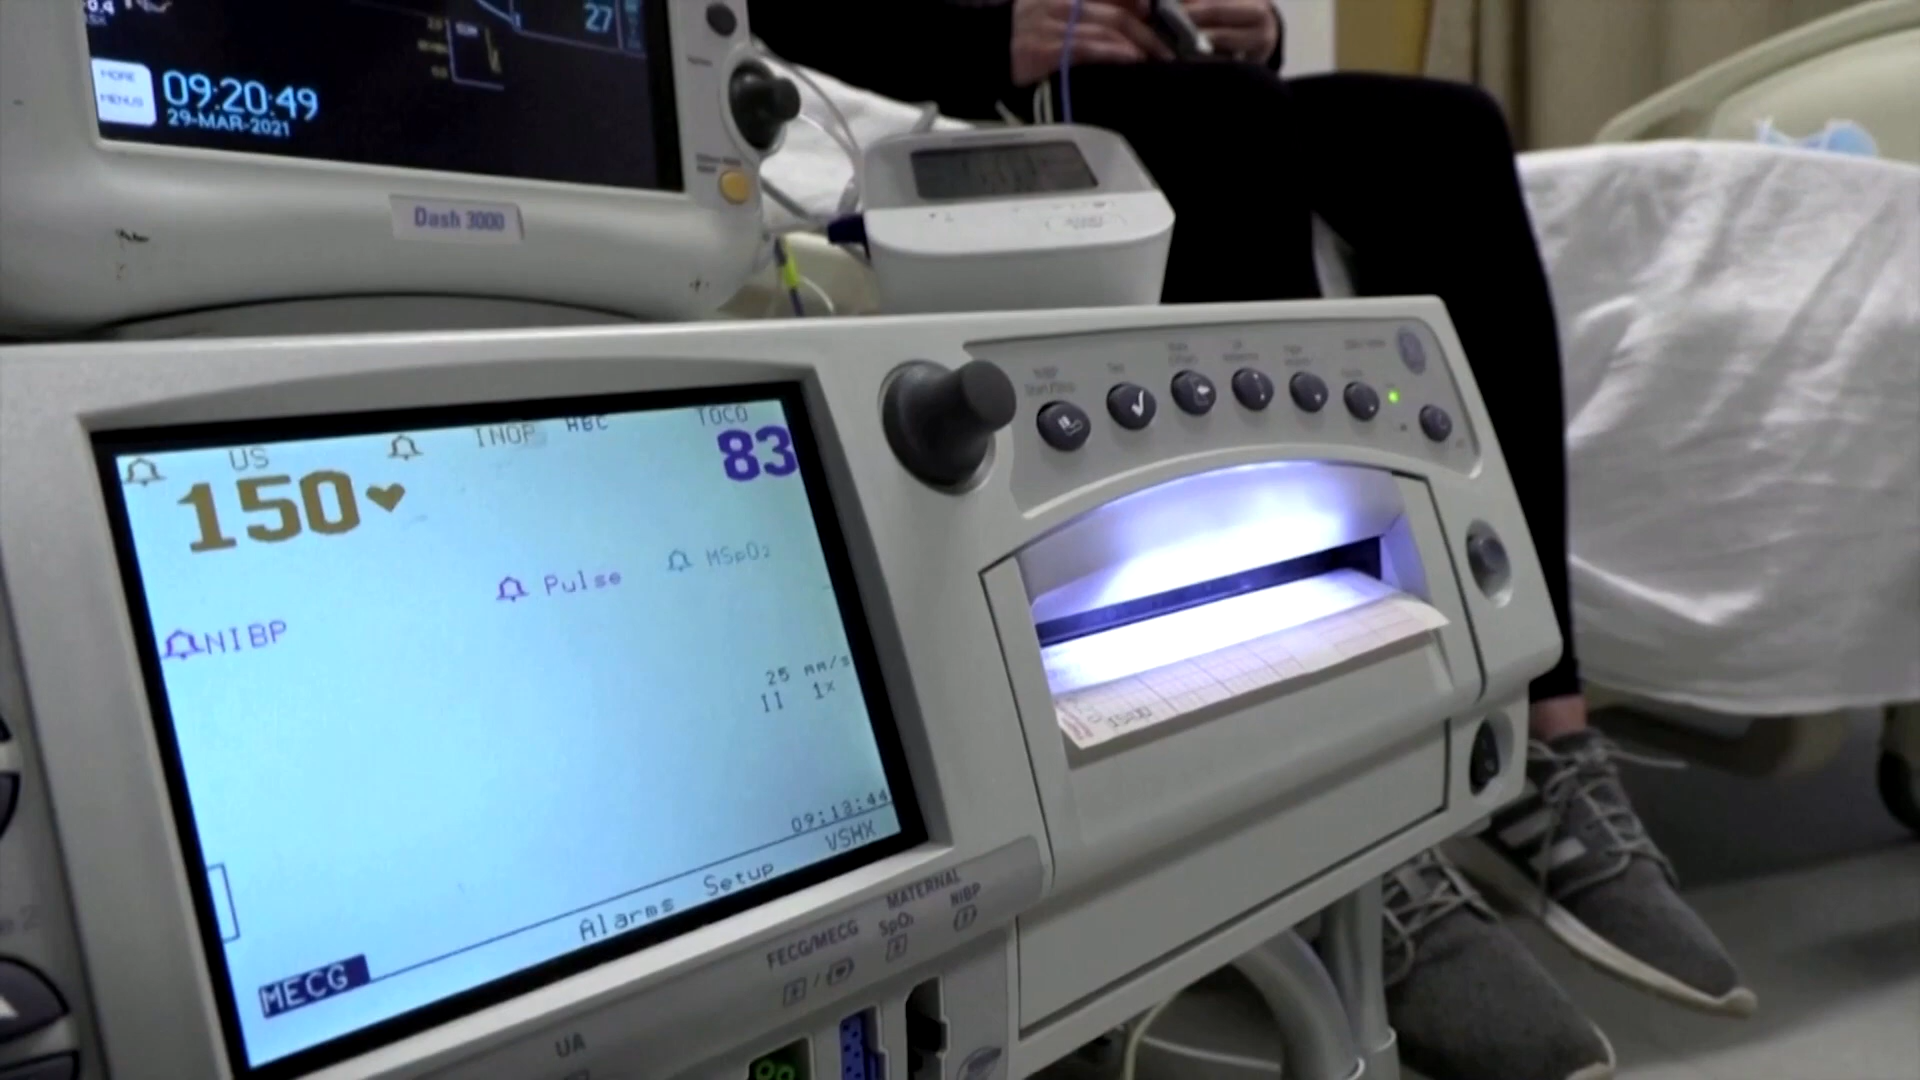 27
MORE
MENUS
09:20:49
29-MAR-2021
Dash 3000
US
INOP
ABC
TOCO
150
83
Pulse
MSpO₂
NIBP
25 mm/s
II 1x
09:13:44
VSHX
Setup
Alarms
MECG
MATERNAL
FECG/MECG
SpO₂
NIBP
UA